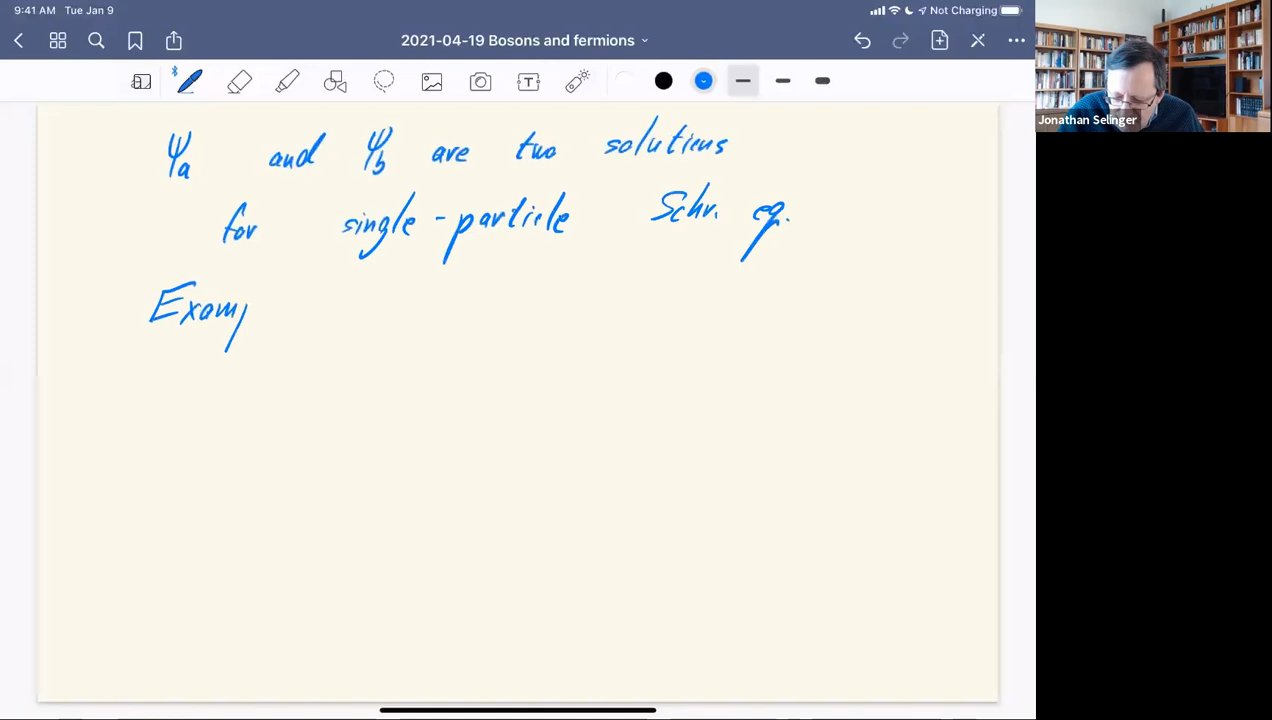 9:41 AM Tue Jan 9
Not Charging
2021-04-19 Bosons and fermions
T
Jonathan Selinger
Ψa and Ψb are two solutions
for single-particle Schr. eq.
Examp